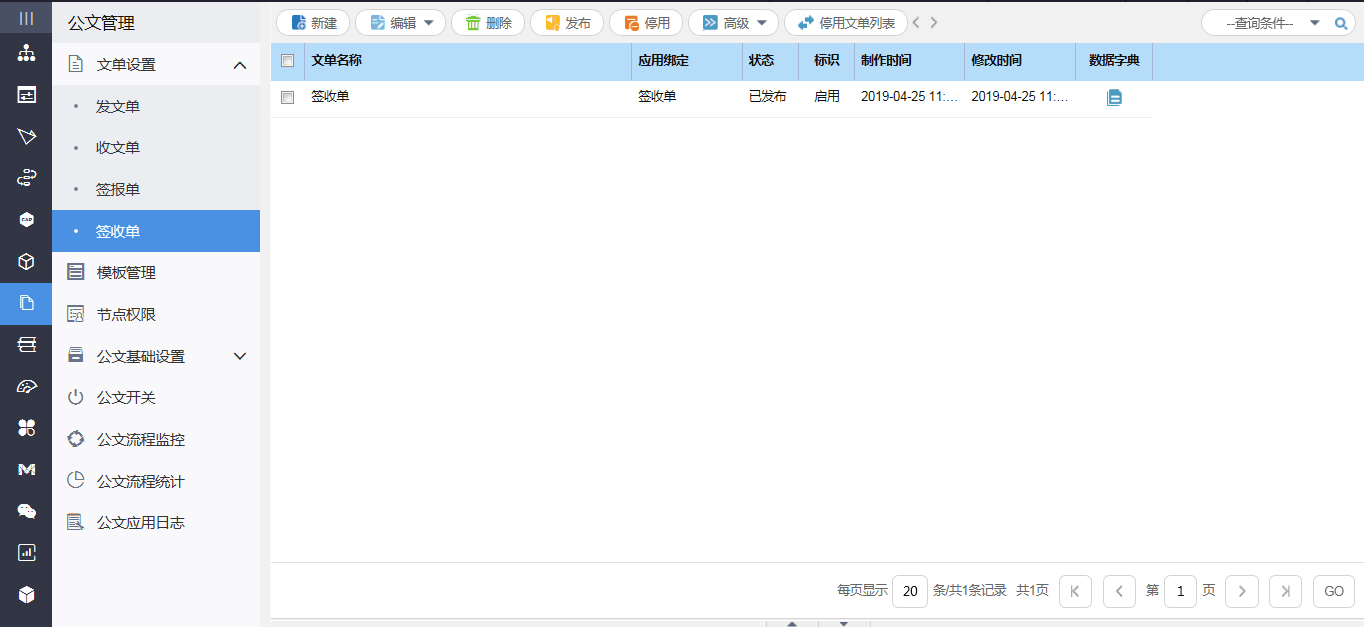 公文管理
文单设置
发文单
收文单
签报单
签收单
模板管理
节点权限
公文基础设置
公文开关
公文流程监控
公文流程统计
公文应用日志
新建 编辑 删除 发布 停用 高级 停用文单列表 --查询条件--
文单名称 应用绑定 状态 标识 制作时间 修改时间 数据字典
签收单 签收单 已发布 启用 2019-04-25 11:... 2019-04-25 11:...
每页显示 20 条/共1条记录 共1页 第 1 页 GO